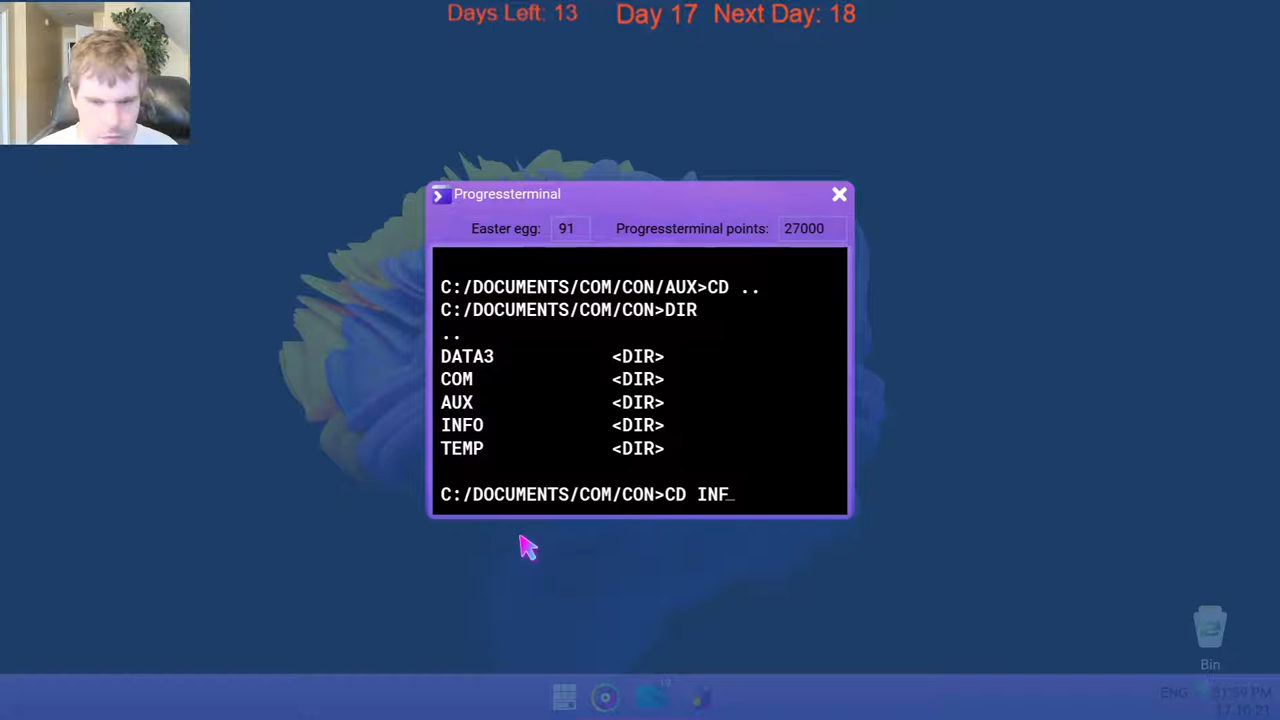 Days Left: 13 Day 17 Next Day: 18
Progressterminal
Easter egg: 91 Progressterminal points: 27000
C:/DOCUMENTS/COM/CON/AUX>CD ..
C:/DOCUMENTS/COM/CON>DIR
..
DATA3 <DIR>
COM <DIR>
AUX <DIR>
INFO <DIR>
TEMP <DIR>
C:/DOCUMENTS/COM/CON>CD INF_
Bin
ENG